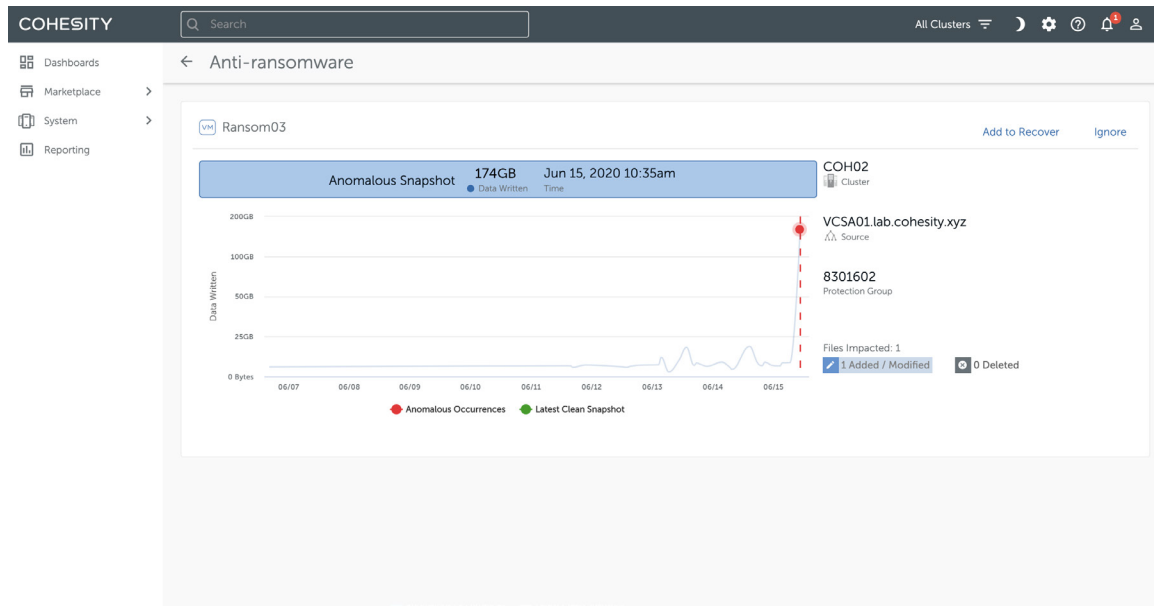 COHESITY
Search
All Clusters
1
Dashboards
Marketplace
System
Reporting
Anti-ransomware
VM Ransom03
Add to Recover
Ignore
Anomalous Snapshot
174GB
Data Written
Jun 15, 2020 10:35am
Time
COH02
Cluster
VCSA01.lab.cohesity.xyz
Source
8301602
Protection Group
Files Impacted: 1
1 Added / Modified
0 Deleted
Data Written
200GB
100GB
50GB
25GB
0 Bytes
06/07 06/08 06/09 06/10 06/11 06/12 06/13 06/14 06/15
Anomalous Occurrences
Latest Clean Snapshot